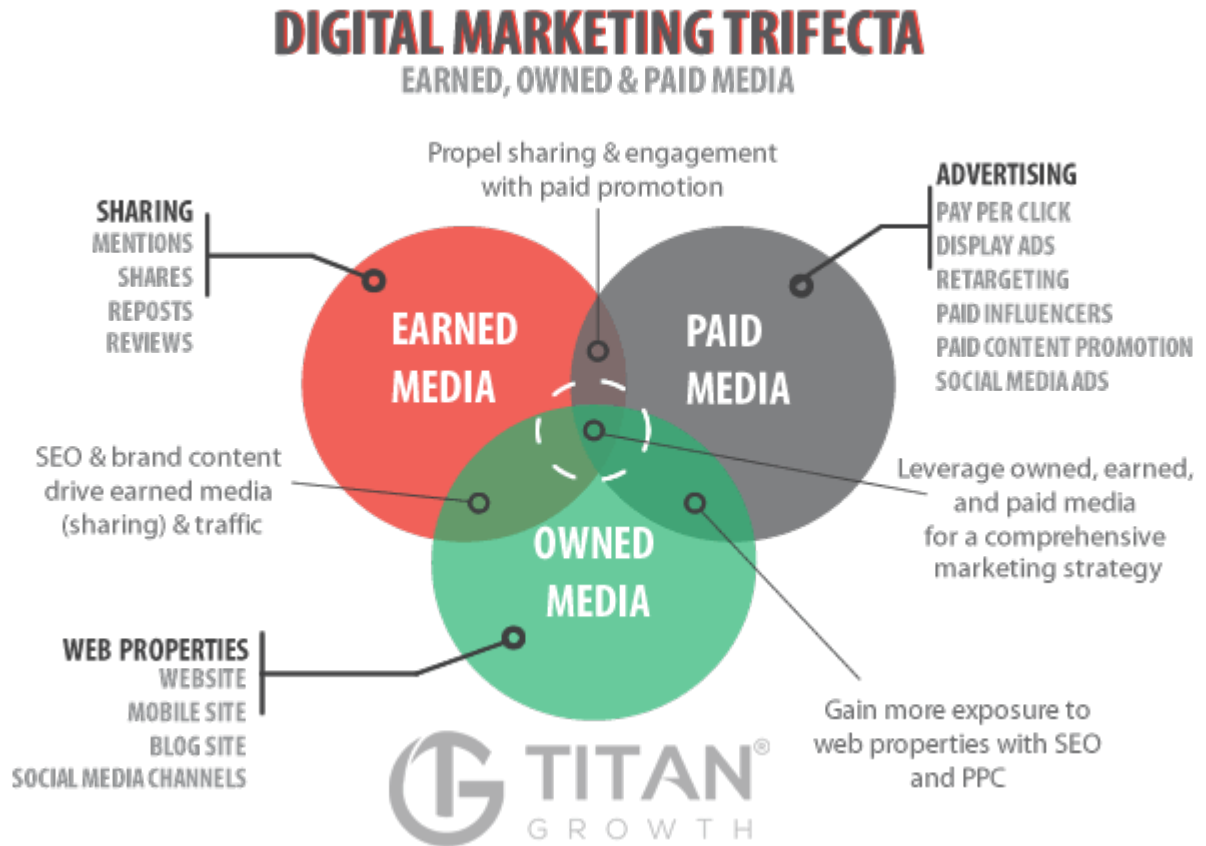 DIGITAL MARKETING TRIFECTA
EARNED, OWNED & PAID MEDIA
Propel sharing & engagement
with paid promotion
SHARING
MENTIONS
SHARES
REPOSTS
REVIEWS
ADVERTISING
PAY PER CLICK
DISPLAY ADS
RETARGETING
PAID INFLUENCERS
PAID CONTENT PROMOTION
SOCIAL MEDIA ADS
EARNED
MEDIA
PAID
MEDIA
SEO & brand content
drive earned media
(sharing) & traffic
Leverage owned, earned,
and paid media
for a comprehensive
marketing strategy
OWNED
MEDIA
WEB PROPERTIES
WEBSITE
MOBILE SITE
BLOG SITE
SOCIAL MEDIA CHANNELS
Gain more exposure to
web properties with SEO
and PPC
TG TITAN®
GROWTH